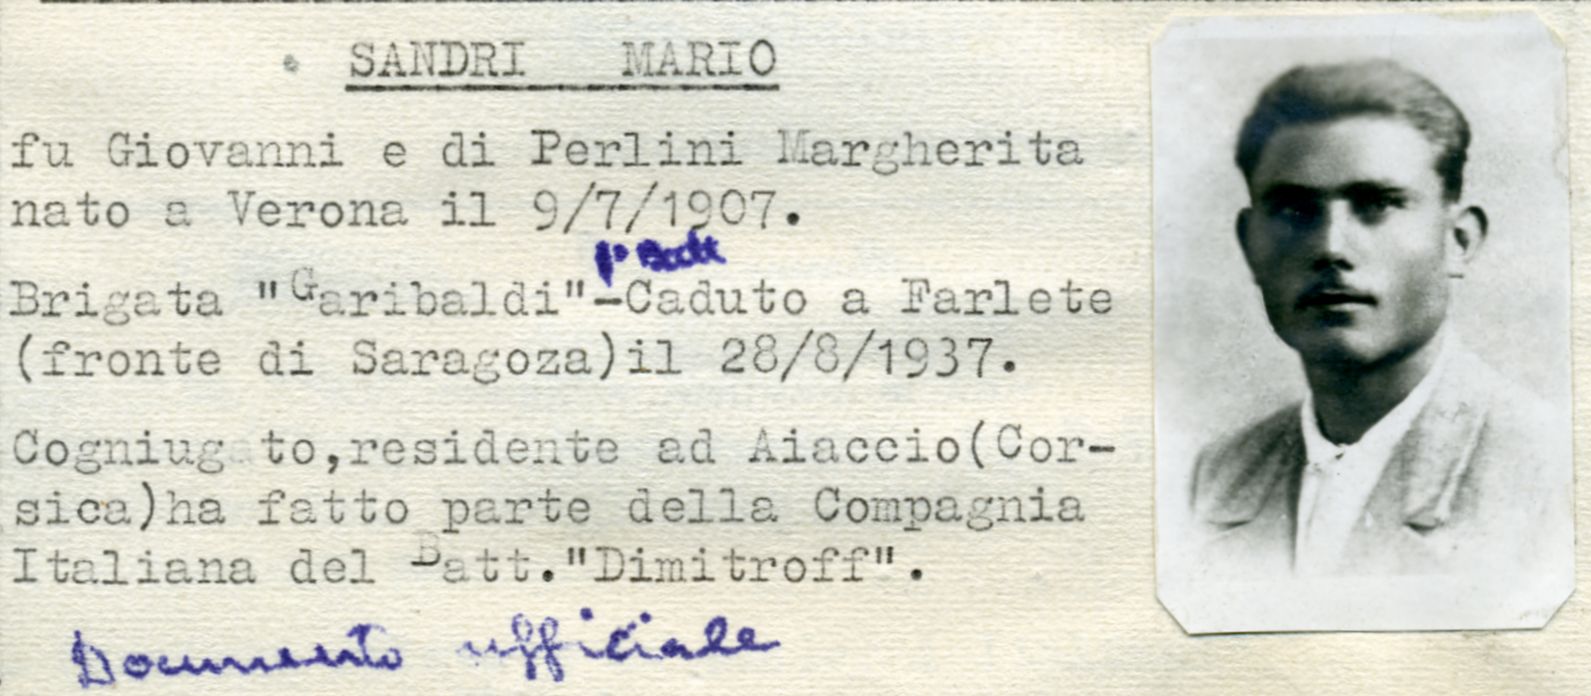 SANDRI MARIO
fu Giovanni e di Perlini Margherita
nato a Verona il 9/7/1907.
1° Batt
Brigata "Garibaldi"-Caduto a Farlete
(fronte di Saragoza)il 28/8/1937.
Cogniugato,residente ad Aiaccio(Cor-
sica)ha fatto parte della Compagnia
Italiana del Batt."Dimitroff".
Documento ufficiale